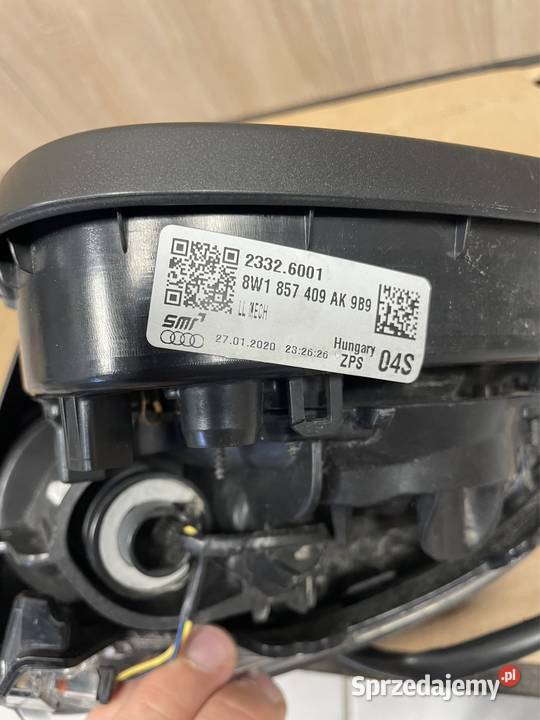 2332.6001
8W1 857 409 AK 9B9
LL MECH
smr
27.01.2020 23:26:26
Hungary
ZPS
04S
Sprzedajemy.pl